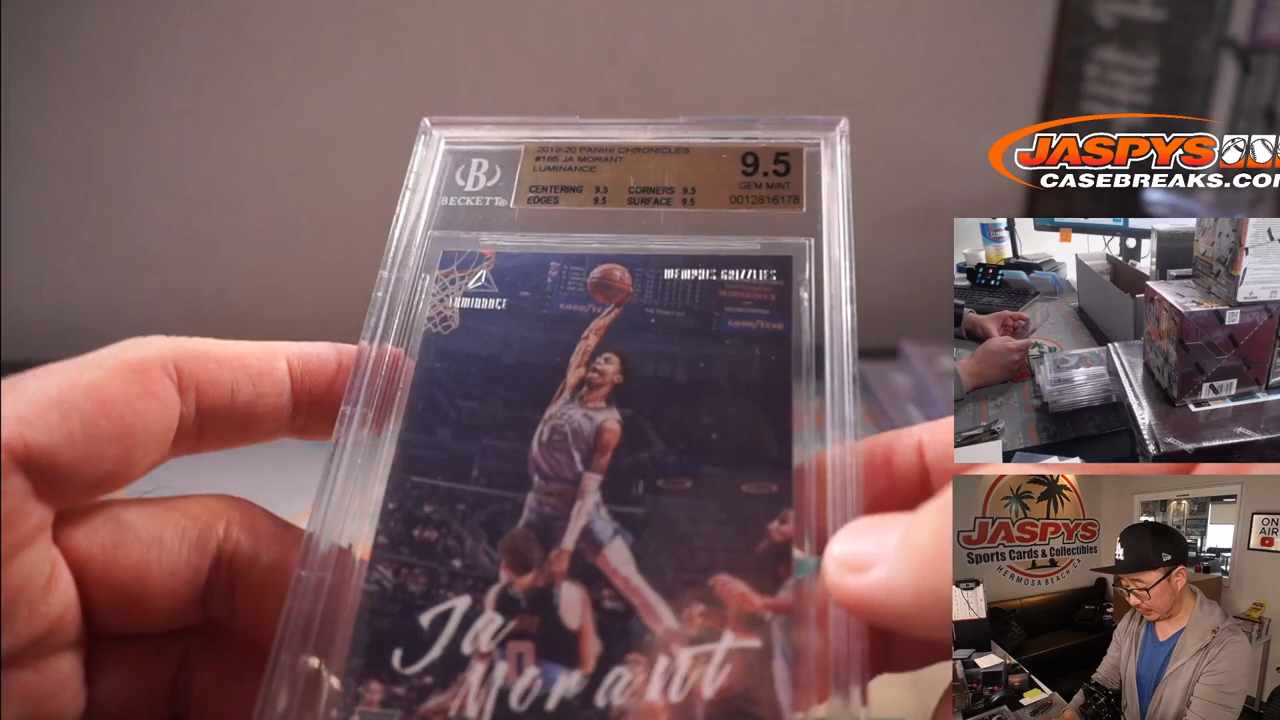 2019-20 PANINI CHRONICLES
#165 JA MORANT
LUMINANCE
CENTERING 9.5 CORNERS 9.5
EDGES 9.5 SURFACE 9.5
9.5
GEM MINT
0012816178
B
BECKETT®
LUMINANCE
MEMPHIS GRIZZLIES
GOODYEAR
12
Ja
Morant
JASPYS
CASEBREAKS.CO
JASPYS
Sports Cards & Collectibles
HERMOSA BEACH CA
ON
AIR